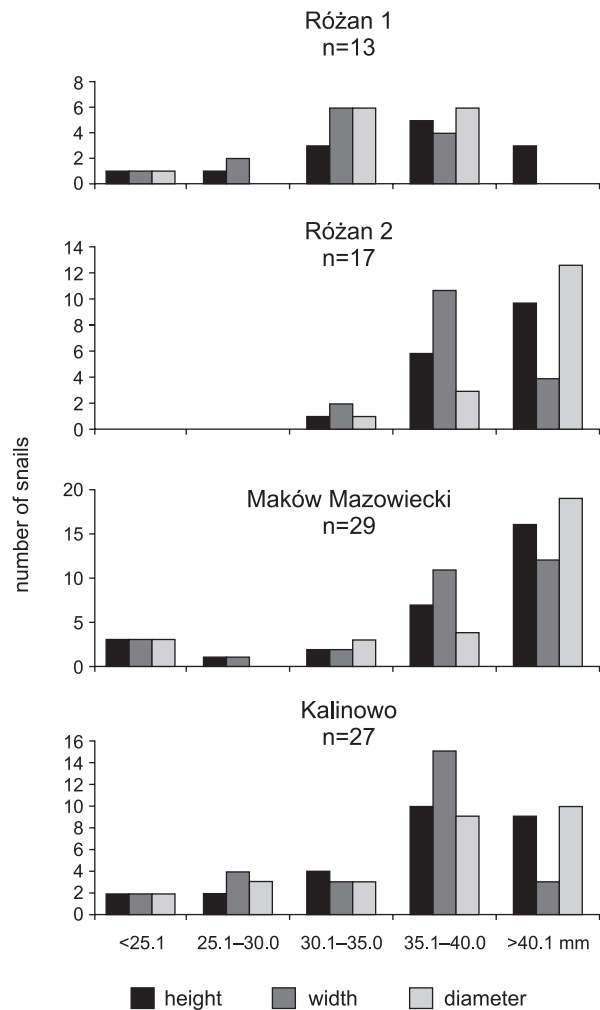 Różan 1
n=13
8
6
4
2
0
Różan 2
n=17
14
12
10
8
6
4
2
0
number of snails
Maków Mazowiecki
n=29
20
15
10
5
0
Kalinowo
n=27
16
14
12
10
8
6
4
2
0
<25.1 25.1–30.0 30.1–35.0 35.1–40.0 >40.1 mm
height width diameter